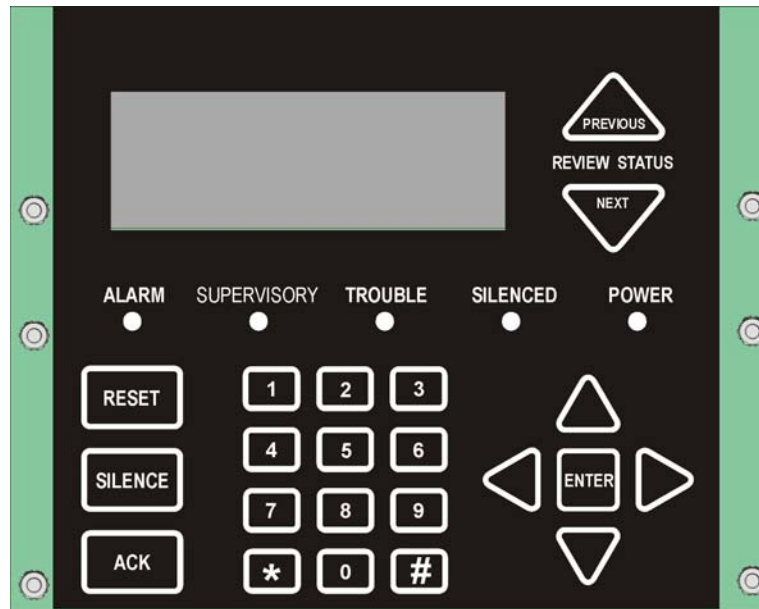 PREVIOUS
REVIEW STATUS
NEXT
ALARM SUPERVISORY TROUBLE SILENCED POWER
RESET 1 2 3
4 5 6
SILENCE ENTER
7 8 9
ACK * 0 #